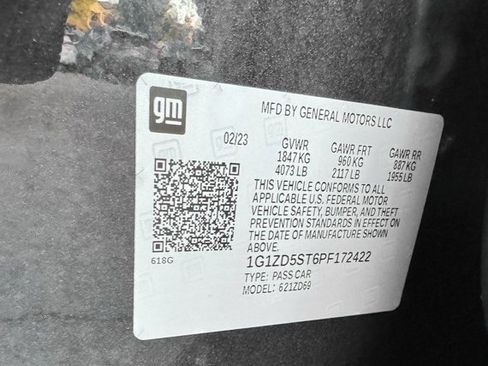 gm
MFD BY GENERAL MOTORS LLC
02/23 GVWR GAWR FRT GAWR RR
1847 KG 960 KG 887 KG
4073 LB 2117 LB 1955 LB
THIS VEHICLE CONFORMS TO ALL
APPLICABLE U.S. FEDERAL MOTOR
VEHICLE SAFETY, BUMPER, AND THEFT
PREVENTION STANDARDS IN EFFECT ON
THE DATE OF MANUFACTURE SHOWN
ABOVE.
618G
1G1ZD5ST6PF172422
TYPE: PASS CAR
MODEL: 621ZD69